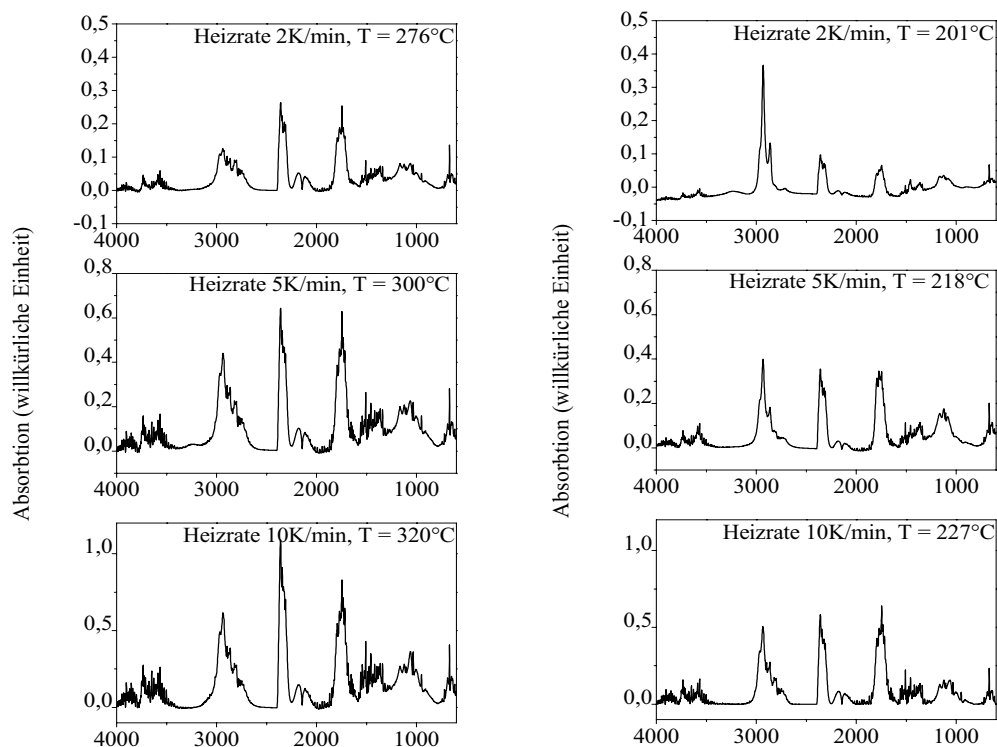 Absorbtion (willkürliche Einheit)
0,5
0,4
0,3
0,2
0,1
0,0
-0,1
Heizrate 2K/min, T = 276°C
4000 3000 2000 1000
0,8
0,6
0,4
0,2
0,0
Heizrate 5K/min, T = 300°C
4000 3000 2000 1000
1,0
0,5
0,0
Heizrate 10K/min, T = 320°C
4000 3000 2000 1000
Absorbtion (willkürliche Einheit)
0,5
0,4
0,3
0,2
0,1
0,0
-0,1
Heizrate 2K/min, T = 201°C
4000 3000 2000 1000
0,8
0,6
0,4
0,2
0,0
Heizrate 5K/min, T = 218°C
4000 3000 2000 1000
1,0
0,5
0,0
Heizrate 10K/min, T = 227°C
4000 3000 2000 1000